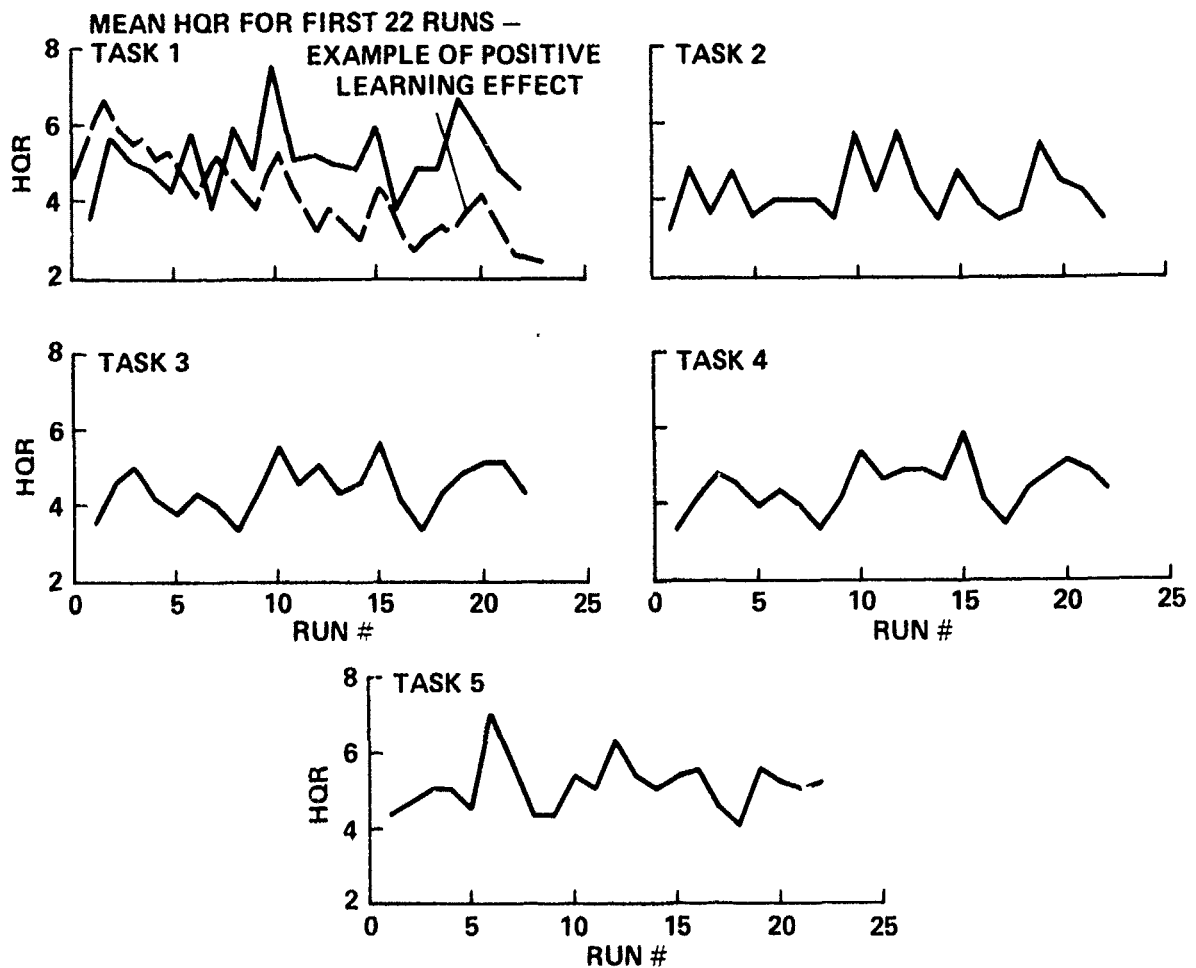 MEAN HQR FOR FIRST 22 RUNS –
8
TASK 1
EXAMPLE OF POSITIVE
LEARNING EFFECT
6
HQR
4
2
TASK 2
8
TASK 3
6
HQR
4
2
0 5 10 15 20 25
RUN #
TASK 4
0 5 10 15 20 25
RUN #
8
TASK 5
6
HQR
4
2
0 5 10 15 20 25
RUN #